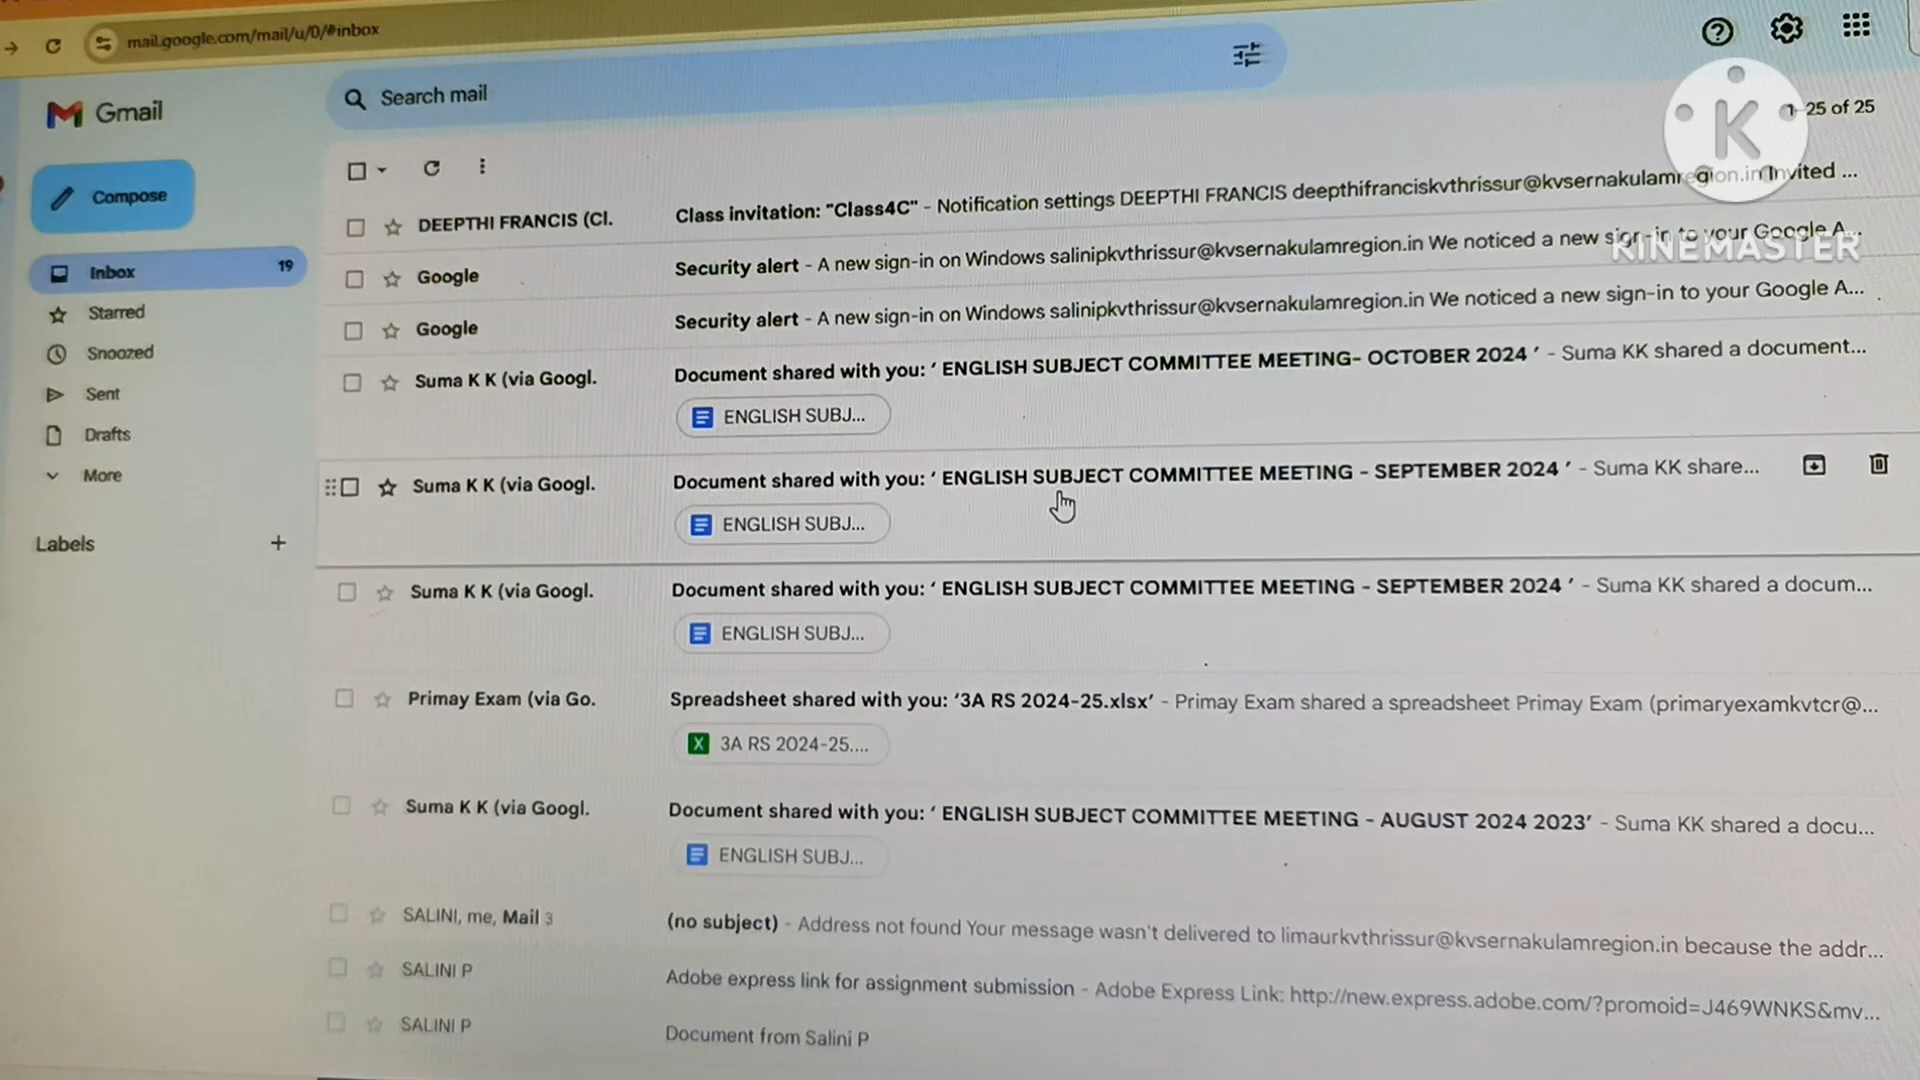 mail.google.com/mail/u/0/#inbox
Gmail
Search mail
1-25 of 25
K
KINEMASTER
Compose
Inbox 19
Starred
Snoozed
Sent
Drafts
More
Labels
DEEPTHI FRANCIS (Cl. Class invitation: "Class4C" - Notification settings DEEPTHI FRANCIS deepthifranciskvthrissur@kvsernakulamregion.in Invited ...
Google Security alert - A new sign-in on Windows salinipkvthrissur@kvsernakulamregion.in We noticed a new sign-in to your Google A...
Google Security alert - A new sign-in on Windows salinipkvthrissur@kvsernakulamregion.in We noticed a new sign-in to your Google A...
Suma K K (via Googl. Document shared with you: ‘ ENGLISH SUBJECT COMMITTEE MEETING- OCTOBER 2024 ’ - Suma KK shared a document...
ENGLISH SUBJ...
Suma K K (via Googl. Document shared with you: ‘ ENGLISH SUBJECT COMMITTEE MEETING - SEPTEMBER 2024 ’ - Suma KK share...
ENGLISH SUBJ...
Suma K K (via Googl. Document shared with you: ‘ ENGLISH SUBJECT COMMITTEE MEETING - SEPTEMBER 2024 ’ - Suma KK shared a docum...
ENGLISH SUBJ...
Primay Exam (via Go. Spreadsheet shared with you: ‘3A RS 2024-25.xlsx’ - Primay Exam shared a spreadsheet Primay Exam (primaryexamkvtcr@...
X 3A RS 2024-25....
Suma K K (via Googl. Document shared with you: ‘ ENGLISH SUBJECT COMMITTEE MEETING - AUGUST 2024 2023’ - Suma KK shared a docu...
ENGLISH SUBJ...
SALINI, me, Mail 3 (no subject) - Address not found Your message wasn't delivered to limaurkvthrissur@kvsernakulamregion.in because the addr...
SALINI P Adobe express link for assignment submission - Adobe Express Link: http://new.express.adobe.com/?promoid=J469WNKS&mv...
SALINI P Document from Salini P